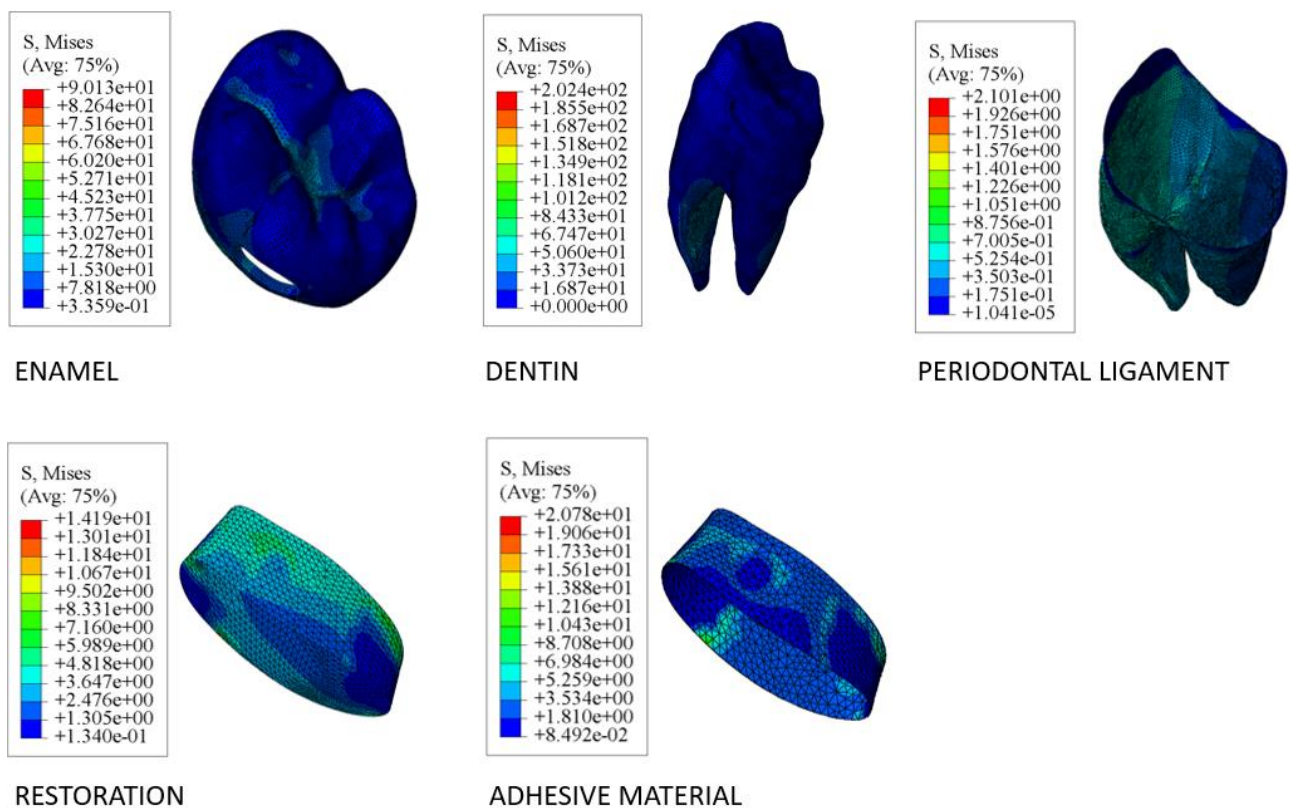 S, Mises
(Avg: 75%)
+9.013e+01
+8.264e+01
+7.516e+01
+6.768e+01
+6.020e+01
+5.271e+01
+4.523e+01
+3.775e+01
+3.027e+01
+2.278e+01
+1.530e+01
+7.818e+00
+3.359e-01
ENAMEL
S, Mises
(Avg: 75%)
+2.024e+02
+1.855e+02
+1.687e+02
+1.518e+02
+1.349e+02
+1.181e+02
+1.012e+02
+8.433e+01
+6.747e+01
+5.060e+01
+3.373e+01
+1.687e+01
+0.000e+00
DENTIN
S, Mises
(Avg: 75%)
+2.101e+00
+1.926e+00
+1.751e+00
+1.576e+00
+1.401e+00
+1.226e+00
+1.051e+00
+8.756e-01
+7.005e-01
+5.254e-01
+3.503e-01
+1.751e-01
+1.041e-05
PERIODONTAL LIGAMENT
S, Mises
(Avg: 75%)
+1.419e+01
+1.301e+01
+1.184e+01
+1.067e+01
+9.502e+00
+8.331e+00
+7.160e+00
+5.989e+00
+4.818e+00
+3.647e+00
+2.476e+00
+1.305e+00
+1.340e-01
RESTORATION
S, Mises
(Avg: 75%)
+2.078e+01
+1.906e+01
+1.733e+01
+1.561e+01
+1.388e+01
+1.216e+01
+1.043e+01
+8.708e+00
+6.984e+00
+5.259e+00
+3.534e+00
+1.810e+00
+8.492e-02
ADHESIVE MATERIAL